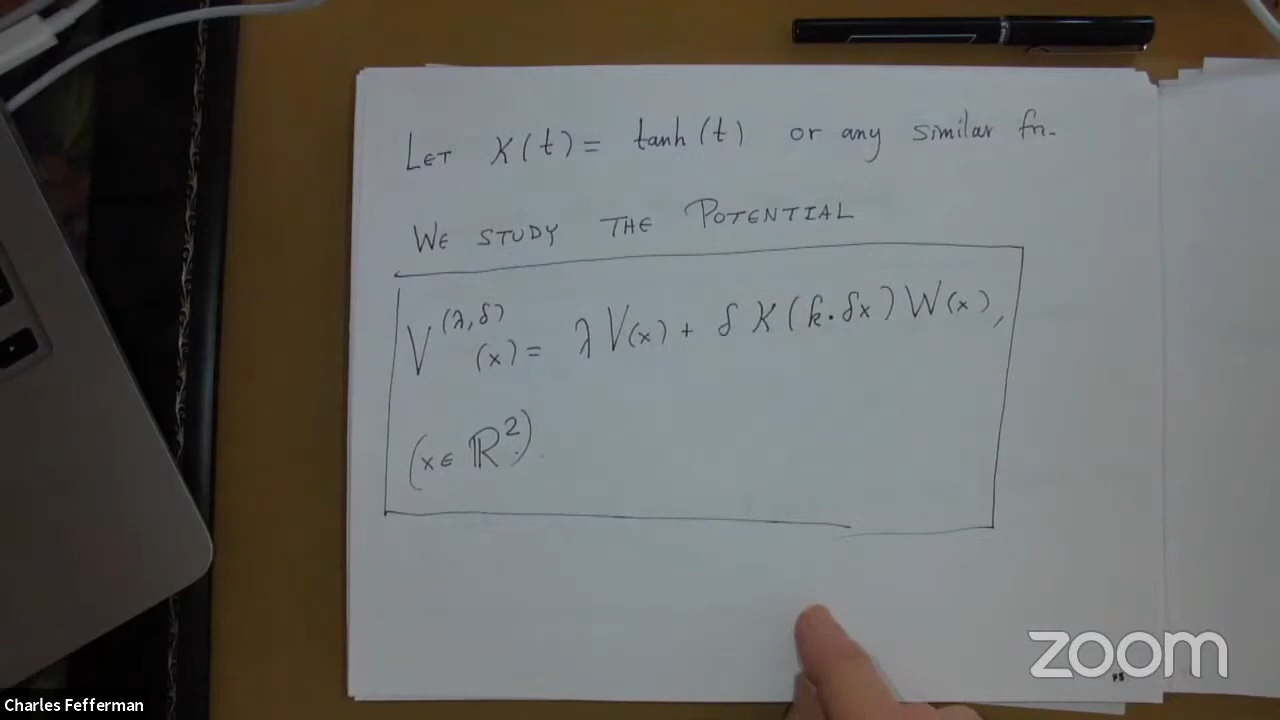 LET K(t) = tanh(t) or any similar fn.
WE STUDY THE POTENTIAL
V^(λ,δ)(x) = λV(x) + δ K(k·δx) W(x),
(x ∈ ℝ²).
zoom
Charles Fefferman